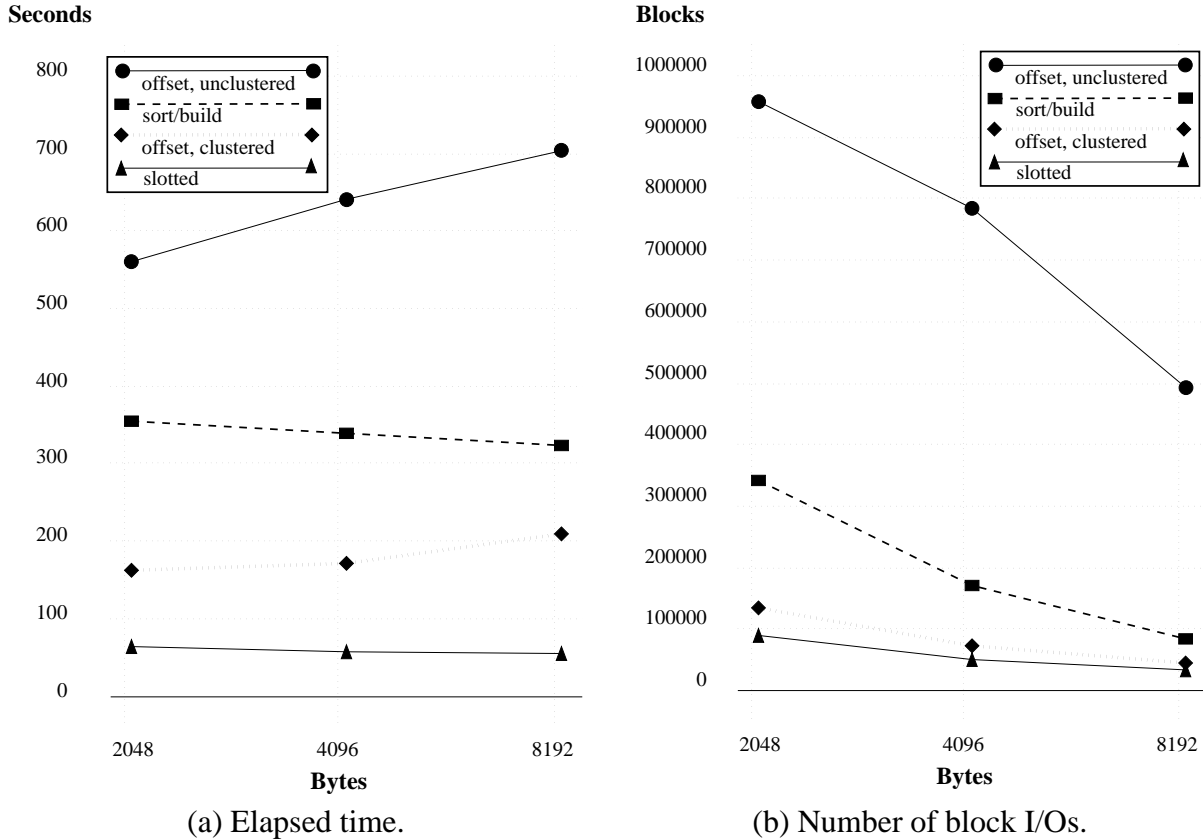 Seconds
800
700
600
500
400
300
200
100
0
offset, unclustered
sort/build
offset, clustered
slotted
2048 4096 8192
Bytes
(a) Elapsed time.
Blocks
1000000
900000
800000
700000
600000
500000
400000
300000
200000
100000
0
offset, unclustered
sort/build
offset, clustered
slotted
2048 4096 8192
Bytes
(b) Number of block I/Os.